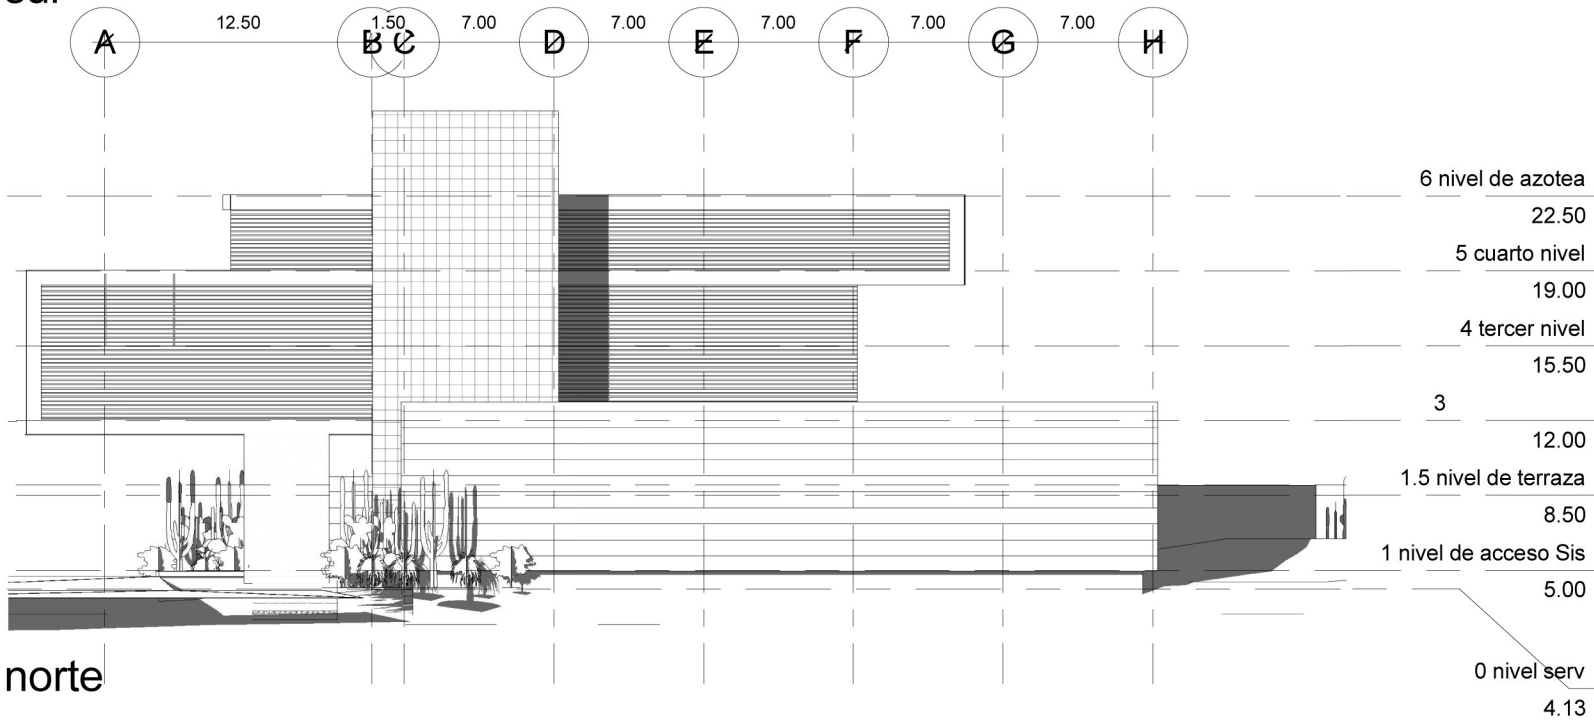 12.50 1.50 7.00 7.00 7.00 7.00 7.00
A B C D E F G H
6 nivel de azotea
22.50
5 cuarto nivel
19.00
4 tercer nivel
15.50
3
12.00
1.5 nivel de terraza
8.50
1 nivel de acceso Sis
5.00
0 nivel serv
4.13
norte